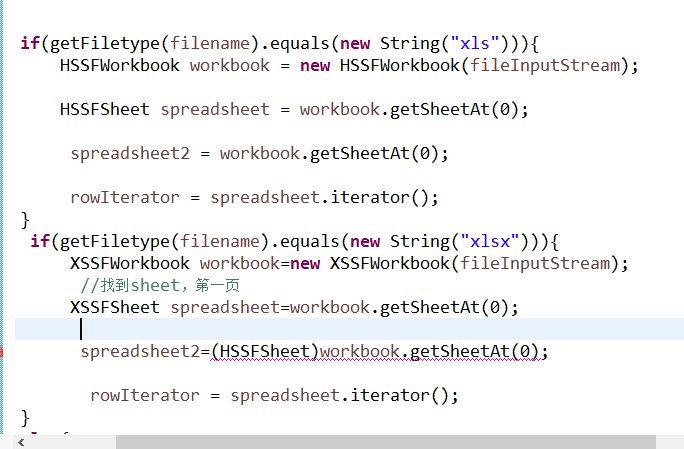 if(getFiletype(filename).equals(new String("xls"))){
HSSFWorkbook workbook = new HSSFWorkbook(fileInputStream);
HSSFSheet spreadsheet = workbook.getSheetAt(0);
spreadsheet2 = workbook.getSheetAt(0);
rowIterator = spreadsheet.iterator();
}
if(getFiletype(filename).equals(new String("xlsx"))){
XSSFWorkbook workbook=new XSSFWorkbook(fileInputStream);
//找到sheet，第一页
XSSFSheet spreadsheet=workbook.getSheetAt(0);
spreadsheet2=(HSSFSheet)workbook.getSheetAt(0);
rowIterator = spreadsheet.iterator();
}